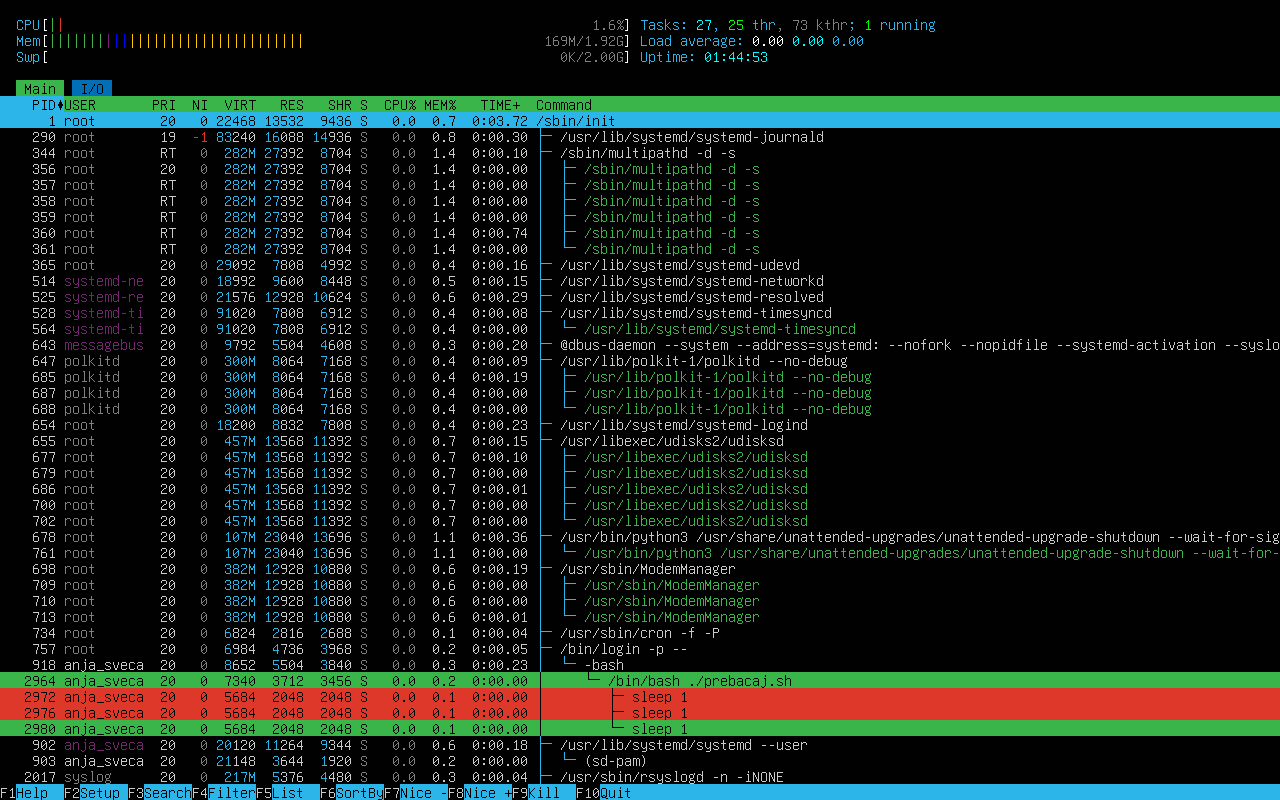 CPU[|| 1.6%] Tasks: 27, 25 thr, 73 kthr; 1 running
Mem[|||||||||||||||||||||||||||||||| 169M/1.92G] Load average: 0.00 0.00 0.00
Swp[ 0K/2.00G] Uptime: 01:44:53
Main I/O
PID USER PRI NI VIRT RES SHR S CPU% MEM% TIME+ Command
1 root 20 0 22468 13532 9436 S 0.0 0.7 0:03.72 /sbin/init
290 root 19 -1 83240 16088 14936 S 0.0 0.8 0:00.30 ├─ /usr/lib/systemd/systemd-journald
344 root RT 0 282M 27392 8704 S 0.0 1.4 0:00.10 ├─ /sbin/multipathd -d -s
356 root 20 0 282M 27392 8704 S 0.0 1.4 0:00.00 │ ├─ /sbin/multipathd -d -s
357 root RT 0 282M 27392 8704 S 0.0 1.4 0:00.00 │ ├─ /sbin/multipathd -d -s
358 root RT 0 282M 27392 8704 S 0.0 1.4 0:00.00 │ ├─ /sbin/multipathd -d -s
359 root RT 0 282M 27392 8704 S 0.0 1.4 0:00.00 │ ├─ /sbin/multipathd -d -s
360 root RT 0 282M 27392 8704 S 0.0 1.4 0:00.74 │ ├─ /sbin/multipathd -d -s
361 root RT 0 282M 27392 8704 S 0.0 1.4 0:00.00 │ └─ /sbin/multipathd -d -s
365 root 20 0 29092 7808 4992 S 0.0 0.4 0:00.16 ├─ /usr/lib/systemd/systemd-udevd
514 systemd-ne 20 0 18992 9600 8448 S 0.0 0.5 0:00.15 ├─ /usr/lib/systemd/systemd-networkd
525 systemd-re 20 0 21576 12928 10624 S 0.0 0.6 0:00.29 ├─ /usr/lib/systemd/systemd-resolved
528 systemd-ti 20 0 91020 7808 6912 S 0.0 0.4 0:00.08 ├─ /usr/lib/systemd/systemd-timesyncd
564 systemd-ti 20 0 91020 7808 6912 S 0.0 0.4 0:00.00 │ └─ /usr/lib/systemd/systemd-timesyncd
643 messagebus 20 0 9792 5504 4608 S 0.0 0.3 0:00.20 ├─ @dbus-daemon --system --address=systemd: --nofork --nopidfile --systemd-activation --syslo
647 polkitd 20 0 300M 8064 7168 S 0.0 0.4 0:00.09 ├─ /usr/lib/polkit-1/polkitd --no-debug
685 polkitd 20 0 300M 8064 7168 S 0.0 0.4 0:00.19 │ ├─ /usr/lib/polkit-1/polkitd --no-debug
687 polkitd 20 0 300M 8064 7168 S 0.0 0.4 0:00.00 │ ├─ /usr/lib/polkit-1/polkitd --no-debug
688 polkitd 20 0 300M 8064 7168 S 0.0 0.4 0:00.00 │ └─ /usr/lib/polkit-1/polkitd --no-debug
654 root 20 0 18200 8832 7808 S 0.0 0.4 0:00.23 ├─ /usr/lib/systemd/systemd-logind
655 root 20 0 457M 13568 11392 S 0.0 0.7 0:00.15 ├─ /usr/libexec/udisks2/udisksd
677 root 20 0 457M 13568 11392 S 0.0 0.7 0:00.10 │ ├─ /usr/libexec/udisks2/udisksd
679 root 20 0 457M 13568 11392 S 0.0 0.7 0:00.00 │ ├─ /usr/libexec/udisks2/udisksd
686 root 20 0 457M 13568 11392 S 0.0 0.7 0:00.01 │ ├─ /usr/libexec/udisks2/udisksd
700 root 20 0 457M 13568 11392 S 0.0 0.7 0:00.00 │ ├─ /usr/libexec/udisks2/udisksd
702 root 20 0 457M 13568 11392 S 0.0 0.7 0:00.00 │ └─ /usr/libexec/udisks2/udisksd
678 root 20 0 107M 23040 13696 S 0.0 1.1 0:00.36 ├─ /usr/bin/python3 /usr/share/unattended-upgrades/unattended-upgrade-shutdown --wait-for-sig
761 root 20 0 107M 23040 13696 S 0.0 1.1 0:00.00 │ └─ /usr/bin/python3 /usr/share/unattended-upgrades/unattended-upgrade-shutdown --wait-for-
698 root 20 0 382M 12928 10880 S 0.0 0.6 0:00.19 ├─ /usr/sbin/ModemManager
709 root 20 0 382M 12928 10880 S 0.0 0.6 0:00.00 │ ├─ /usr/sbin/ModemManager
710 root 20 0 382M 12928 10880 S 0.0 0.6 0:00.00 │ ├─ /usr/sbin/ModemManager
713 root 20 0 382M 12928 10880 S 0.0 0.6 0:00.01 │ └─ /usr/sbin/ModemManager
734 root 20 0 6824 2816 2688 S 0.0 0.1 0:00.04 ├─ /usr/sbin/cron -f -P
757 root 20 0 6984 4736 3968 S 0.0 0.2 0:00.05 ├─ /bin/login -p --
918 anja_sveca 20 0 8652 5504 3840 S 0.0 0.3 0:00.23 │ └─ -bash
2964 anja_sveca 20 0 7340 3712 3456 S 0.0 0.2 0:00.00 │ └─ /bin/bash ./prebacaj.sh
2972 anja_sveca 20 0 5684 2048 2048 S 0.0 0.1 0:00.00 │ ├─ sleep 1
2976 anja_sveca 20 0 5684 2048 2048 S 0.0 0.1 0:00.00 │ ├─ sleep 1
2980 anja_sveca 20 0 5684 2048 2048 S 0.0 0.1 0:00.00 │ └─ sleep 1
902 anja_sveca 20 0 20120 11264 9344 S 0.0 0.6 0:00.18 ├─ /usr/lib/systemd/systemd --user
903 anja_sveca 20 0 21148 3644 1920 S 0.0 0.2 0:00.00 │ └─ (sd-pam)
2017 syslog 20 0 217M 5376 4480 S 0.0 0.3 0:00.04 ├─ /usr/sbin/rsyslogd -n -iNONE
F1Help F2Setup F3SearchF4FilterF5List F6SortByF7Nice -F8Nice +F9Kill F10Quit